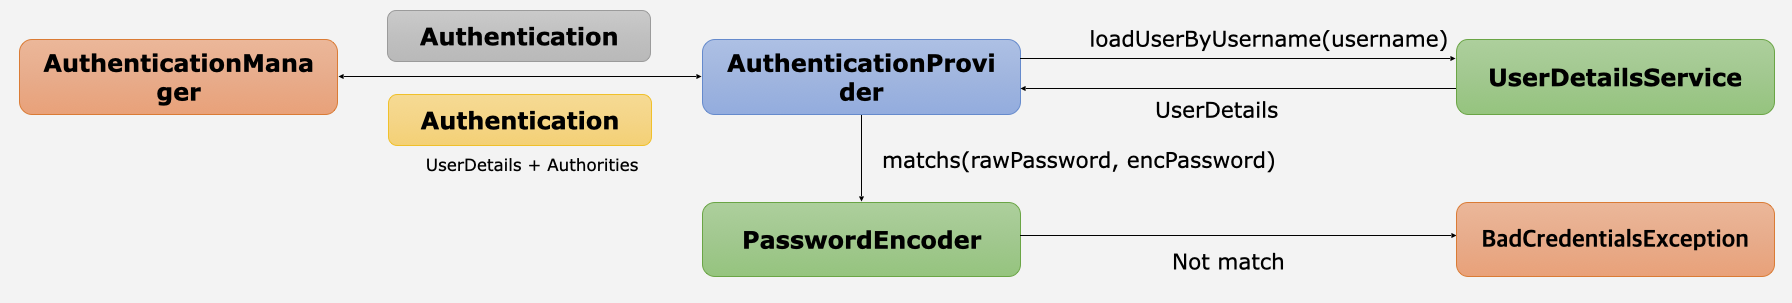 Authentication
AuthenticationMana
ger
Authentication
UserDetails + Authorities
AuthenticationProvi
der
loadUserByUsername(username)
UserDetails
UserDetailsService
matchs(rawPassword, encPassword)
PasswordEncoder
Not match
BadCredentialsException